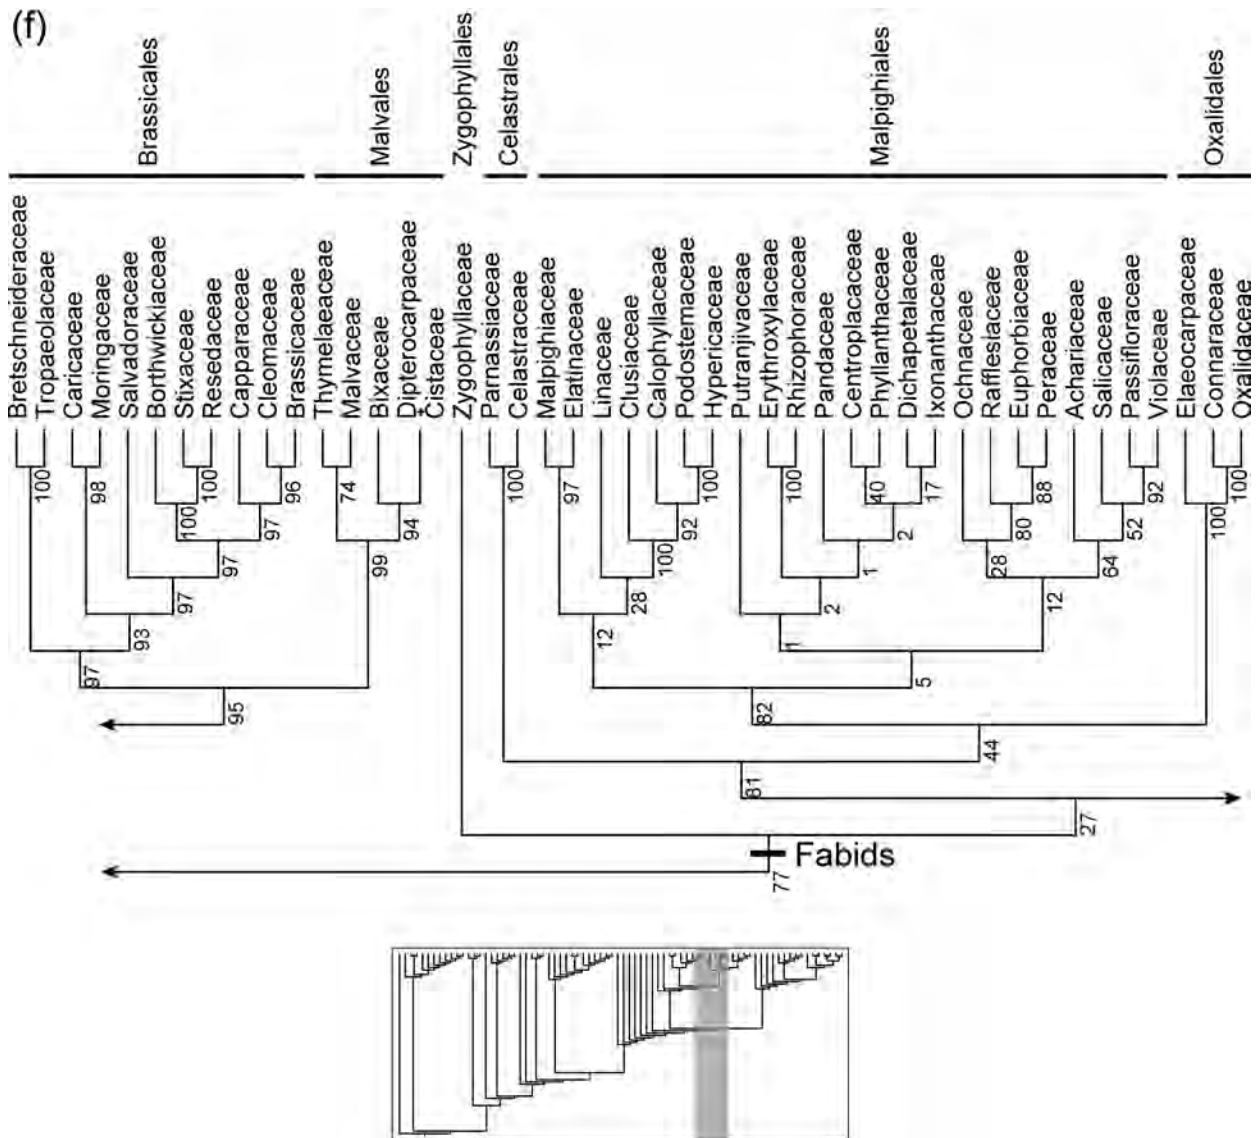 (f)
Brassicales
Malvales
Zygophyllales
Celastrales
Malpighiales
Oxalidales
Bretschneideraceae
Tropaeolaceae
Caricaceae
Moringaceae
Salvadoraceae
Borthwickiaceae
Stixaceae
Resedaceae
Capparaceae
Cleomaceae
Brassicaceae
Thymelaeaceae
Malvaceae
Bixaceae
Dipterocarpaceae
Cistaceae
Zygophyllaceae
Parnassiaceae
Celastraceae
Malpighiaceae
Elatinaceae
Linaceae
Clusiaceae
Calophyllaceae
Podostemaceae
Hypericaceae
Putranjivaceae
Erythroxylaceae
Rhizophoraceae
Pandaceae
Centroplacaceae
Phyllanthaceae
Dichapetalaceae
Ixonanthaceae
Ochnaceae
Rafflesiaceae
Euphorbiaceae
Peraceae
Achariaceae
Salicaceae
Passifloraceae
Violaceae
Elaeocarpaceae
Connaraceae
Oxalidaceae
100
98
100
96
74
100
97
100
100
40
17
88
92
100
100
97
94
92
2
80
52
100
97
99
100
1
28
64
97
28
2
12
93
12
1
97
5
95
82
44
81
27
Fabids
77